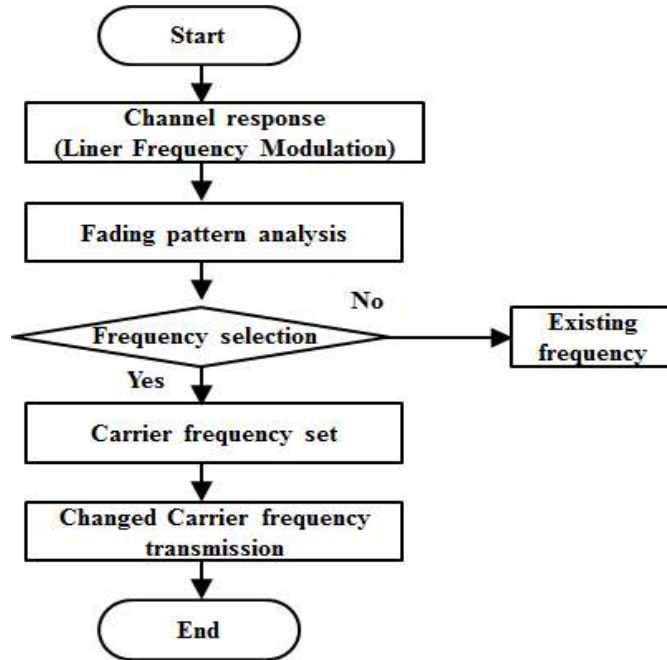 Start
Channel response
(Liner Frequency Modulation)
Fading pattern analysis
No
Frequency selection
Existing
frequency
Yes
Carrier frequency set
Changed Carrier frequency
transmission
End